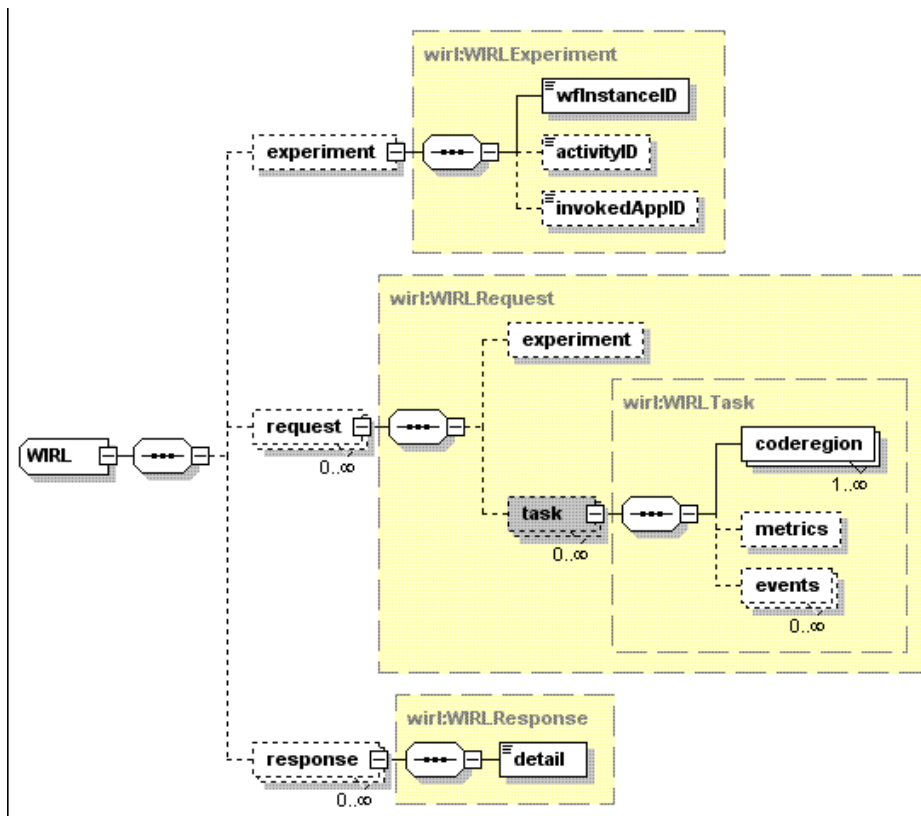 wirl:WIRLExperiment
wfInstanceID
experiment
activityID
invokedAppID
wirl:WIRLRequest
experiment
wirl:WIRLTask
request
0..∞
coderegion
1..∞
WIRL
task
0..∞
metrics
events
0..∞
wirl:WIRLResponse
response
0..∞
detail